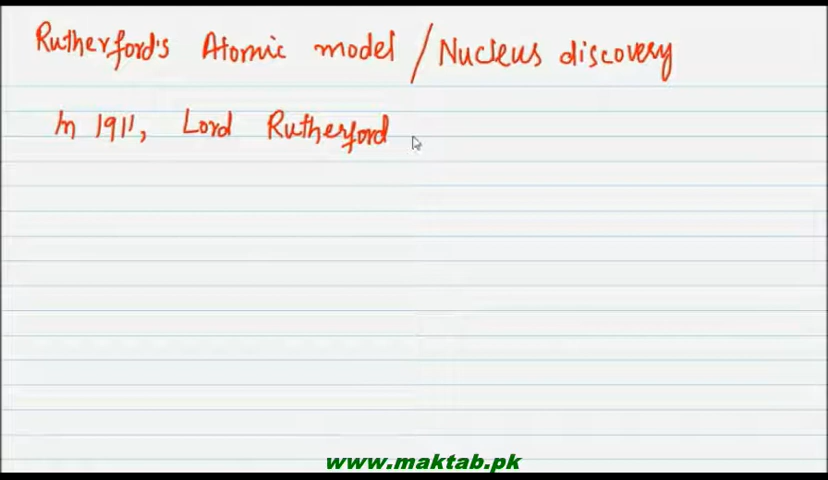 Rutherford's Atomic model / Nucleus discovery
In 1911, Lord Rutherford
www.maktab.pk